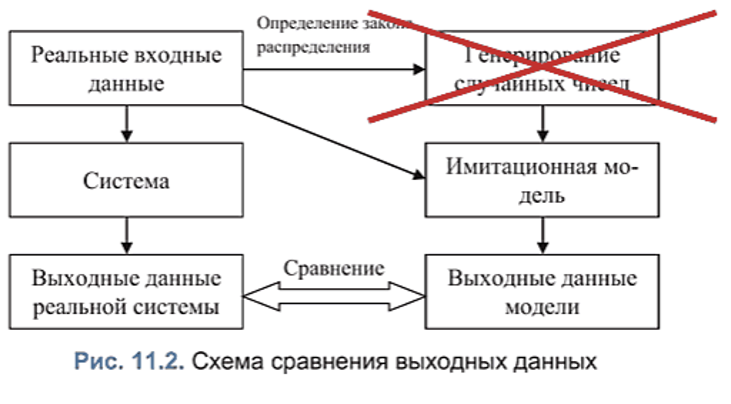 Определение закона
распределения
Реальные входные
данные
Генерирование
случайных чисел
Система
Имитационная мо-
дель
Выходные данные
реальной системы
Сравнение
Выходные данные
модели
Рис. 11.2. Схема сравнения выходных данных